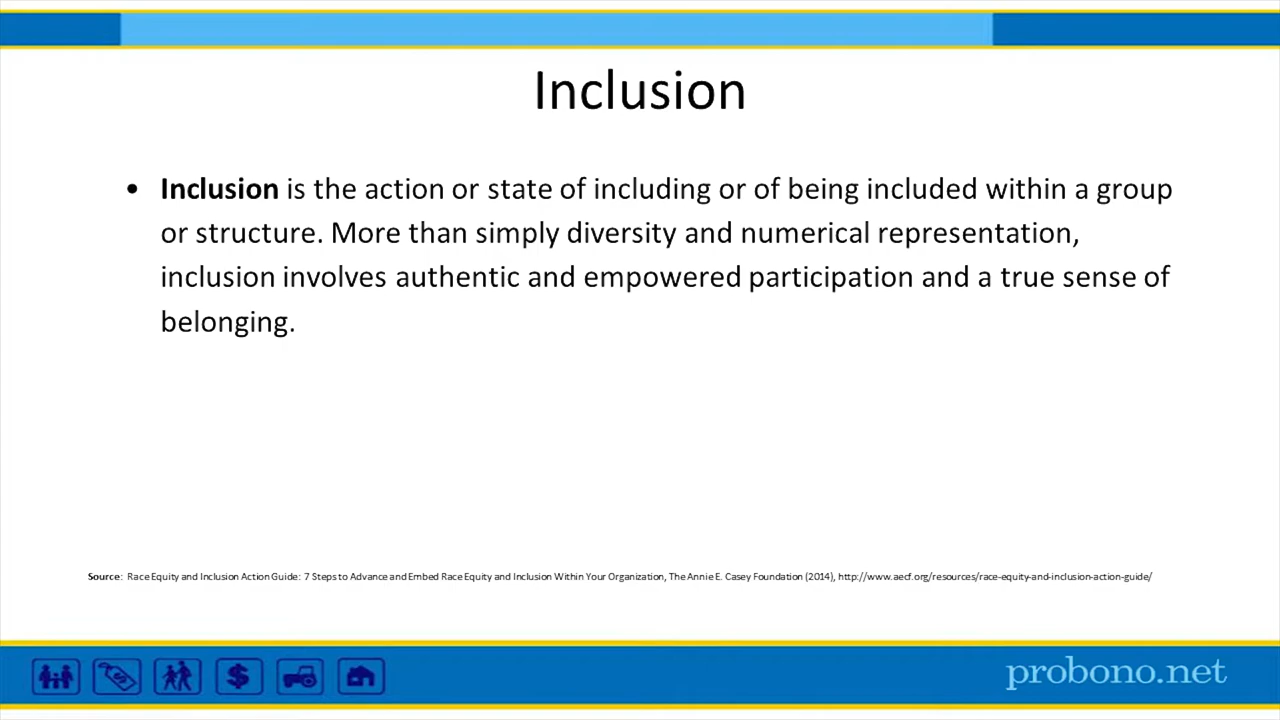 Inclusion
• Inclusion is the action or state of including or of being included within a group
or structure. More than simply diversity and numerical representation,
inclusion involves authentic and empowered participation and a true sense of
belonging.
Source: Race Equity and Inclusion Action Guide: 7 Steps to Advance and Embed Race Equity and Inclusion Within Your Organization, The Annie E. Casey Foundation (2014), http://www.aecf.org/resources/race-equity-and-inclusion-action-guide/
$
probono.net